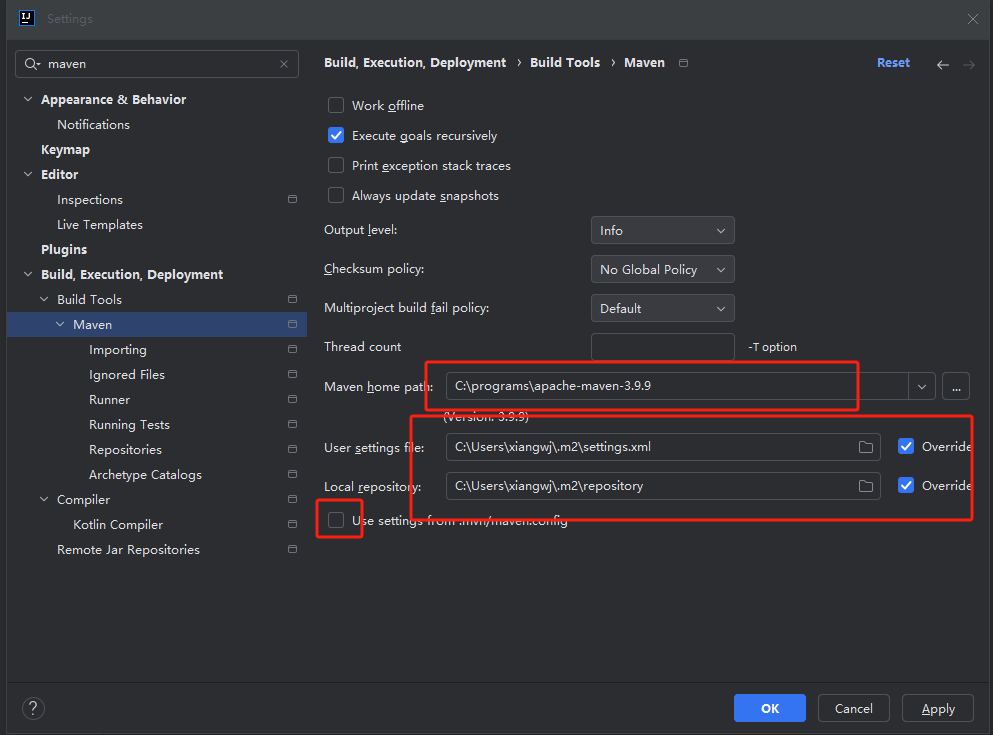 Settings
maven
Build, Execution, Deployment › Build Tools › Maven
Reset
Appearance & Behavior
Notifications
Keymap
Editor
Inspections
Live Templates
Plugins
Build, Execution, Deployment
Build Tools
Maven
Importing
Ignored Files
Runner
Running Tests
Repositories
Archetype Catalogs
Compiler
Kotlin Compiler
Remote Jar Repositories
Work offline
Execute goals recursively
Print exception stack traces
Always update snapshots
Output level: Info
Checksum policy: No Global Policy
Multiproject build fail policy: Default
Thread count -T option
Maven home path: C:\programs\apache-maven-3.9.9 ...
(Version: 3.9.9)
User settings file: C:\Users\xiangwj\.m2\settings.xml Override
Local repository: C:\Users\xiangwj\.m2\repository Override
Use settings from .mvn/maven.config
? OK Cancel Apply